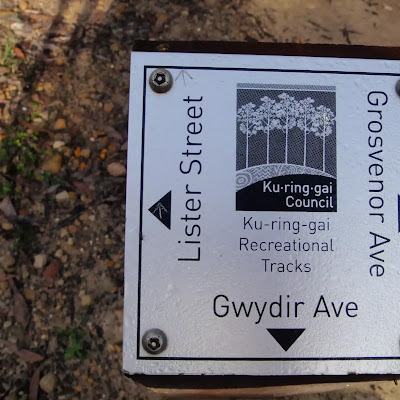 Lister Street
Ku·ring·gai
Council
Ku-ring-gai
Recreational
Tracks
Grosvenor Ave
Gwydir Ave